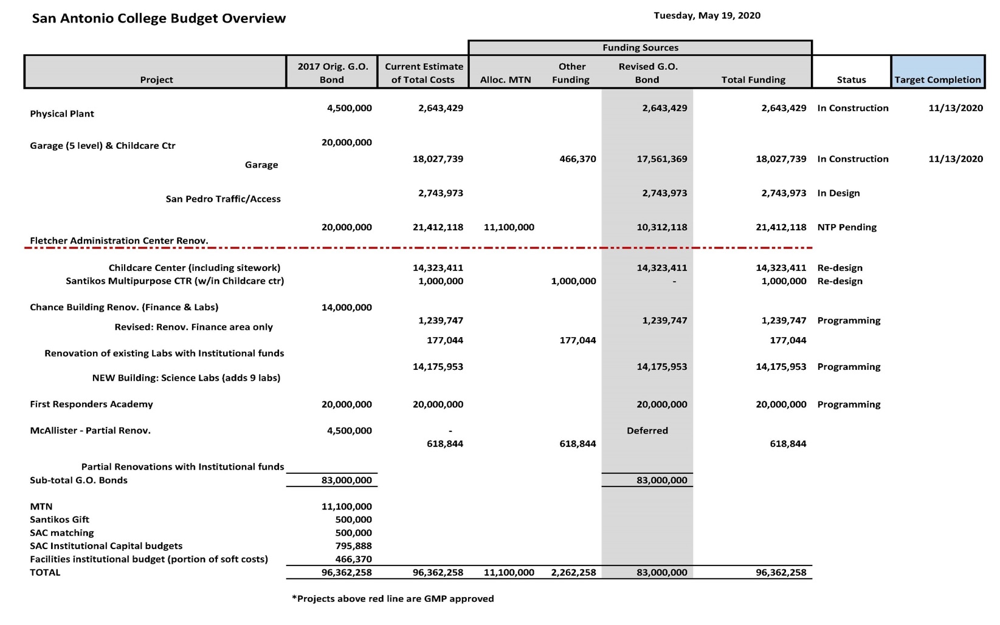 San Antonio College Budget Overview
Tuesday, May 19, 2020
Funding Sources
2017 Orig. G.O. Current Estimate Other Revised G.O.
Project Bond of Total Costs Alloc. MTN Funding Bond Total Funding Status Target Completion
Physical Plant 4,500,000 2,643,429 2,643,429 2,643,429 In Construction 11/13/2020
Garage (5 level) & Childcare Ctr 20,000,000
Garage 18,027,739 466,370 17,561,369 18,027,739 In Construction 11/13/2020
San Pedro Traffic/Access 2,743,973 2,743,973 2,743,973 In Design
Fletcher Administration Center Renov. 20,000,000 21,412,118 11,100,000 10,312,118 21,412,118 NTP Pending
Childcare Center (including sitework) 14,323,411 14,323,411 14,323,411 Re-design
Santikos Multipurpose CTR (w/in Childcare ctr) 1,000,000 1,000,000 - 1,000,000 Re-design
Chance Building Renov. (Finance & Labs) 14,000,000
Revised: Renov. Finance area only 1,239,747 1,239,747 1,239,747 Programming
Renovation of existing Labs with Institutional funds 177,044 177,044 177,044
NEW Building: Science Labs (adds 9 labs) 14,175,953 14,175,953 14,175,953 Programming
First Responders Academy 20,000,000 20,000,000 20,000,000 20,000,000 Programming
McAllister - Partial Renov. 4,500,000 - Deferred
Partial Renovations with Institutional funds 618,844 618,844 618,844
Sub-total G.O. Bonds 83,000,000 83,000,000
MTN 11,100,000
Santikos Gift 500,000
SAC matching 500,000
SAC Institutional Capital budgets 795,888
Facilities institutional budget (portion of soft costs) 466,370
TOTAL 96,362,258 96,362,258 11,100,000 2,262,258 83,000,000 96,362,258
*Projects above red line are GMP approved